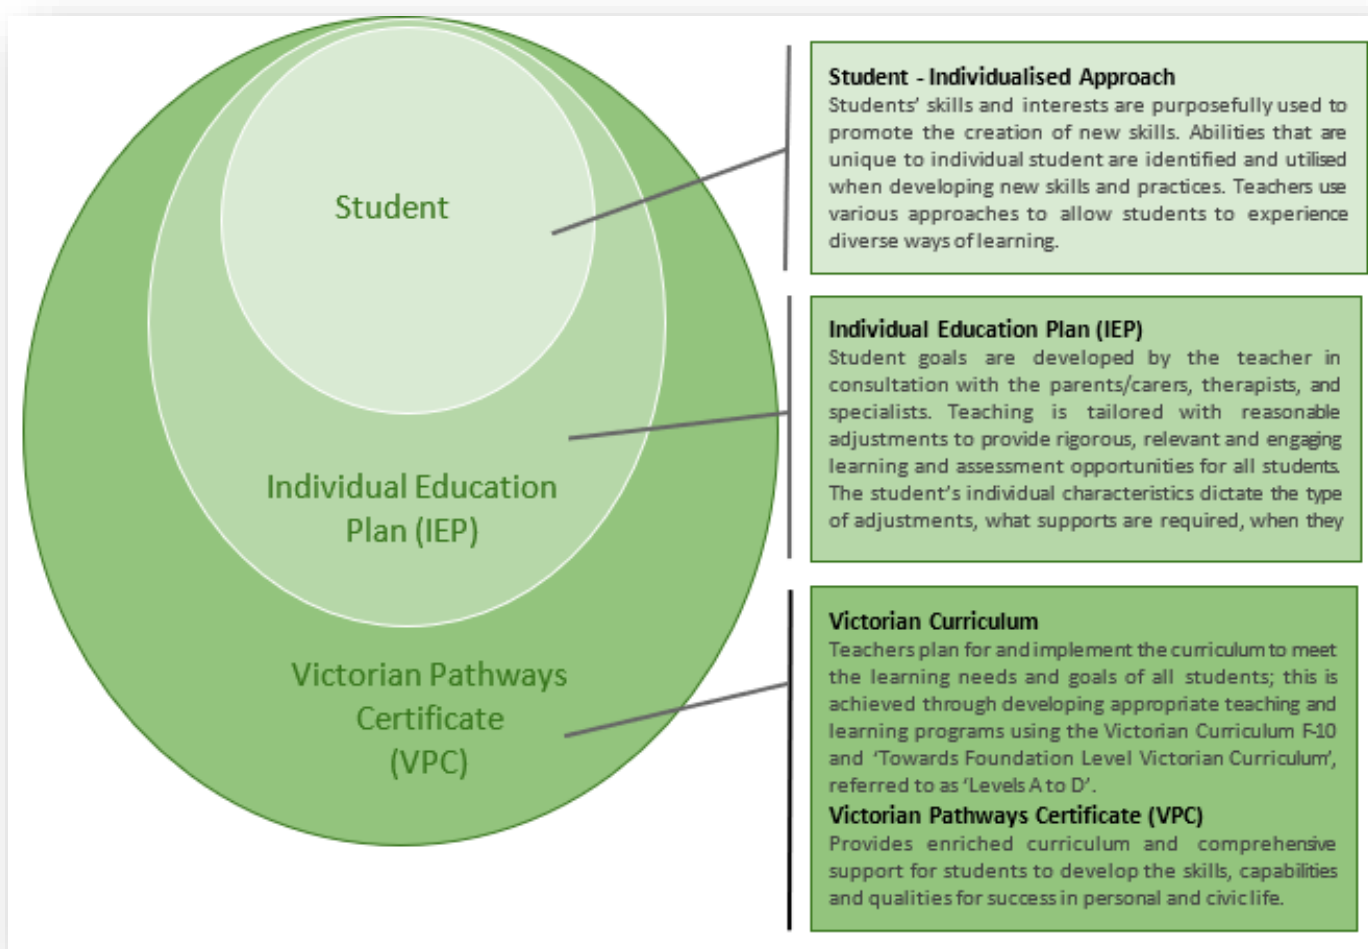 Student
Individual Education
Plan (IEP)
Victorian Pathways
Certificate
(VPC)
Student - Individualised Approach
Students' skills and interests are purposefully used to
promote the creation of new skills. Abilities that are
unique to individual student are identified and utilised
when developing new skills and practices. Teachers use
various approaches to allow students to experience
diverse ways of learning.
Individual Education Plan (IEP)
Student goals are developed by the teacher in
consultation with the parents/carers, therapists, and
specialists. Teaching is tailored with reasonable
adjustments to provide rigorous, relevant and engaging
learning and assessment opportunities for all students.
The student's individual characteristics dictate the type
of adjustments, what supports are required, when they
Victorian Curriculum
Teachers plan for and implement the curriculum to meet
the learning needs and goals of all students; this is
achieved through developing appropriate teaching and
learning programs using the Victorian Curriculum F-10
and 'Towards Foundation Level Victorian Curriculum',
referred to as 'Levels A to D'.
Victorian Pathways Certificate (VPC)
Provides enriched curriculum and comprehensive
support for students to develop the skills, capabilities
and qualities for success in personal and civic life.